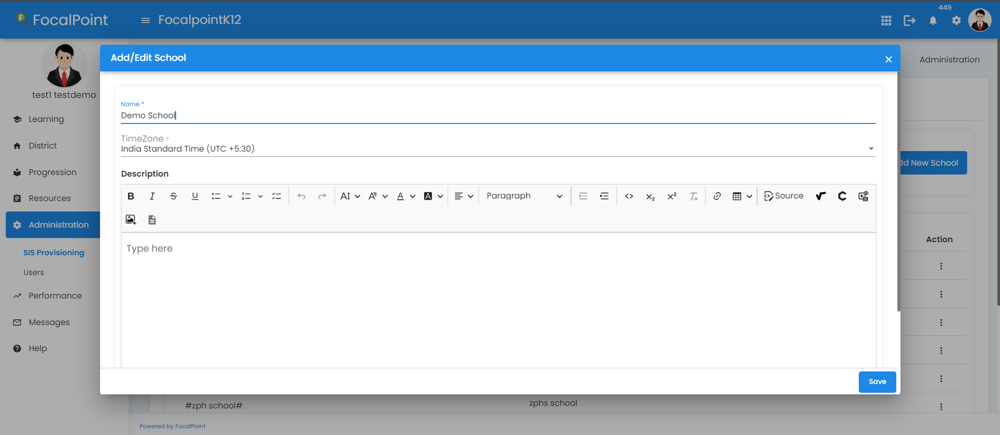 FocalPoint
FocalpointK12
449
test1 testdemo
Learning
District
Progression
Resources
Administration
SIS Provisioning
Users
Performance
Messages
Help
Administration
Add/Edit School
Name *
Demo School
TimeZone *
India Standard Time (UTC +5:30)
Description
Paragraph
Source
Type here
Save
New School
Action
#zph school#
zphs school
Powered by FocalPoint